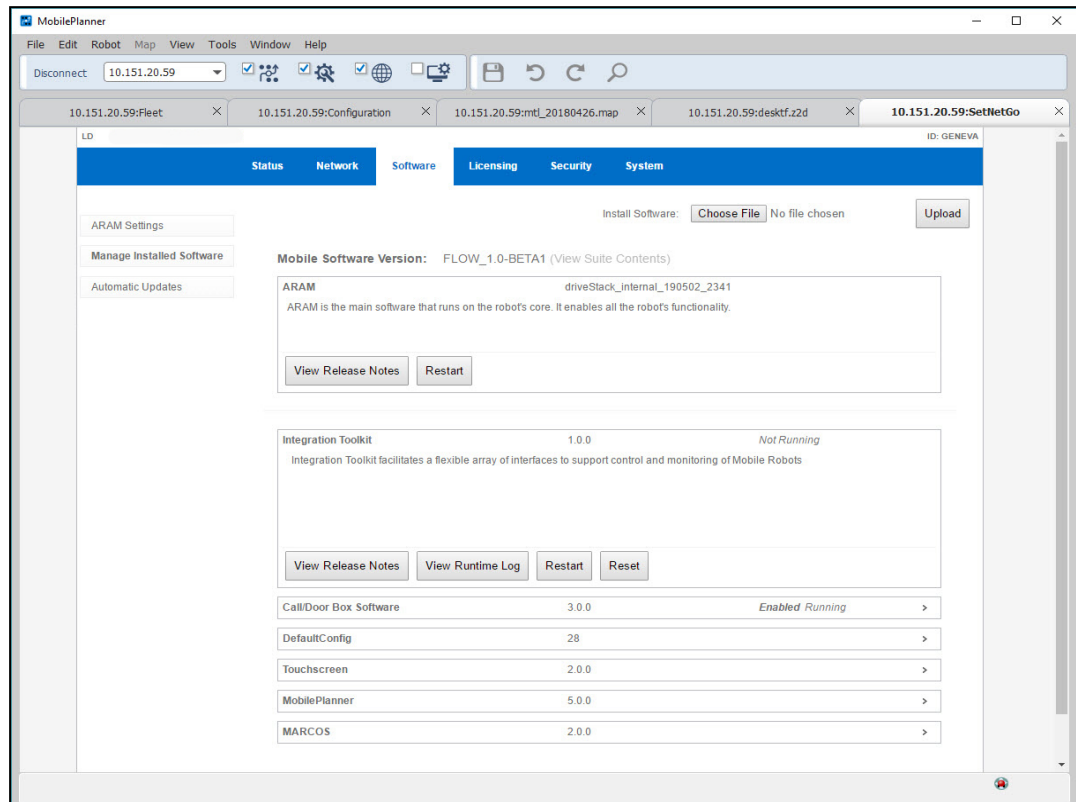 MobilePlanner
File Edit Robot Map View Tools Window Help
Disconnect 10.151.20.59
10.151.20.59:Fleet 10.151.20.59:Configuration 10.151.20.59:mtl_20180426.map 10.151.20.59:desktf.z2d 10.151.20.59:SetNetGo
LD ID: GENEVA
Status Network Software Licensing Security System
Install Software: Choose File No file chosen Upload
ARAM Settings
Manage Installed Software
Automatic Updates
Mobile Software Version: FLOW_1.0-BETA1 (View Suite Contents)
ARAM driveStack_internal_190502_2341
ARAM is the main software that runs on the robot's core. It enables all the robot's functionality.
View Release Notes Restart
Integration Toolkit 1.0.0 Not Running
Integration Toolkit facilitates a flexible array of interfaces to support control and monitoring of Mobile Robots
View Release Notes View Runtime Log Restart Reset
Call/Door Box Software 3.0.0 Enabled Running >
DefaultConfig 28 >
Touchscreen 2.0.0 >
MobilePlanner 5.0.0 >
MARCOS 2.0.0 >